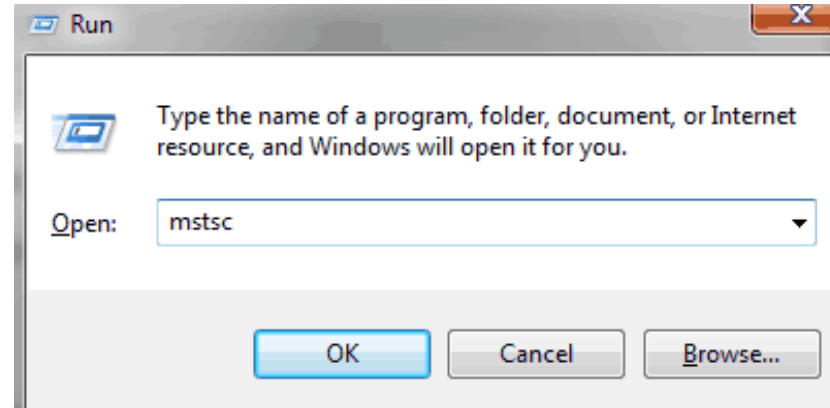 Run
Type the name of a program, folder, document, or Internet
resource, and Windows will open it for you.
Open: mstsc
OK Cancel Browse...